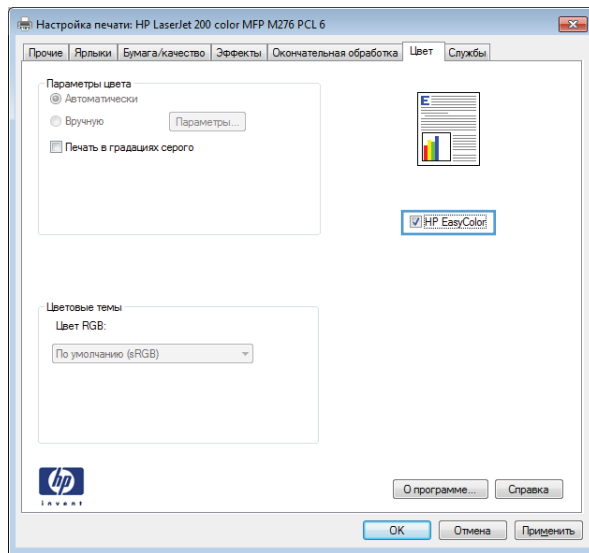 Настройка печати: HP LaserJet 200 color MFP M276 PCL 6
Прочие Ярлыки Бумага/качество Эффекты Окончательная обработка Цвет Службы
Параметры цвета
Автоматически
Вручную Параметры...
Печать в градациях серого
E
HP EasyColor
Цветовые темы
Цвет RGB:
По умолчанию (sRGB)
hp
invent
О программе... Справка
OK Отмена Применить